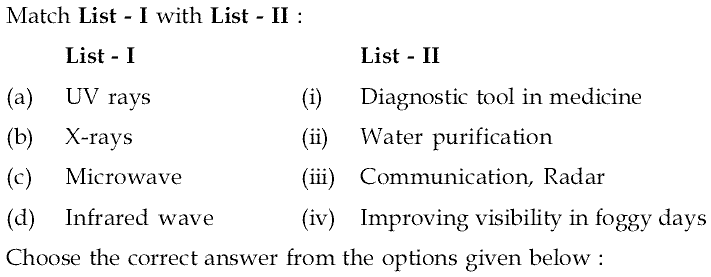 Match List - I with List - II :
List - I List - II
(a) UV rays (i) Diagnostic tool in medicine
(b) X-rays (ii) Water purification
(c) Microwave (iii) Communication, Radar
(d) Infrared wave (iv) Improving visibility in foggy days
Choose the correct answer from the options given below :